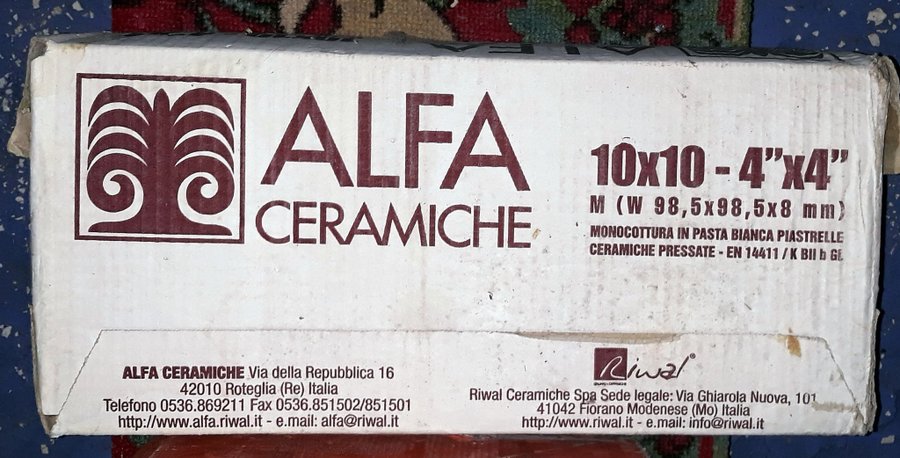 ALFA
CERAMICHE
10x10 - 4"x4"
M (W 98,5x98,5x8 mm)
MONOCOTTURA IN PASTA BIANCA PIASTRELLE
CERAMICHE PRESSATE - EN 14411 / K BII b GL
ALFA CERAMICHE Via della Repubblica 16
42010 Roteglia (Re) Italia
Telefono 0536.869211 Fax 0536.851502/851501
http://www.alfa.riwal.it - e.mail: alfa@riwal.it
Riwal®
Riwal Ceramiche Spa Sede legale: Via Ghiarola Nuova, 101
41042 Fiorano Modenese (Mo) Italia
http://www.riwal.it - e.mail: info@riwal.it